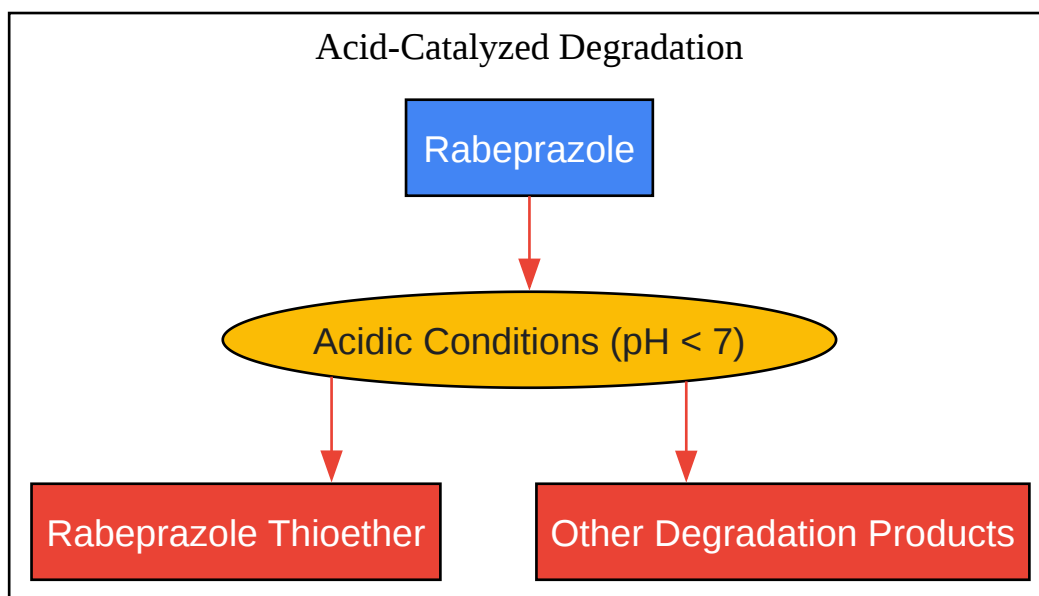 Acid-Catalyzed Degradation
Rabeprazole
Acidic Conditions (pH < 7)
Rabeprazole Thioether
Other Degradation Products